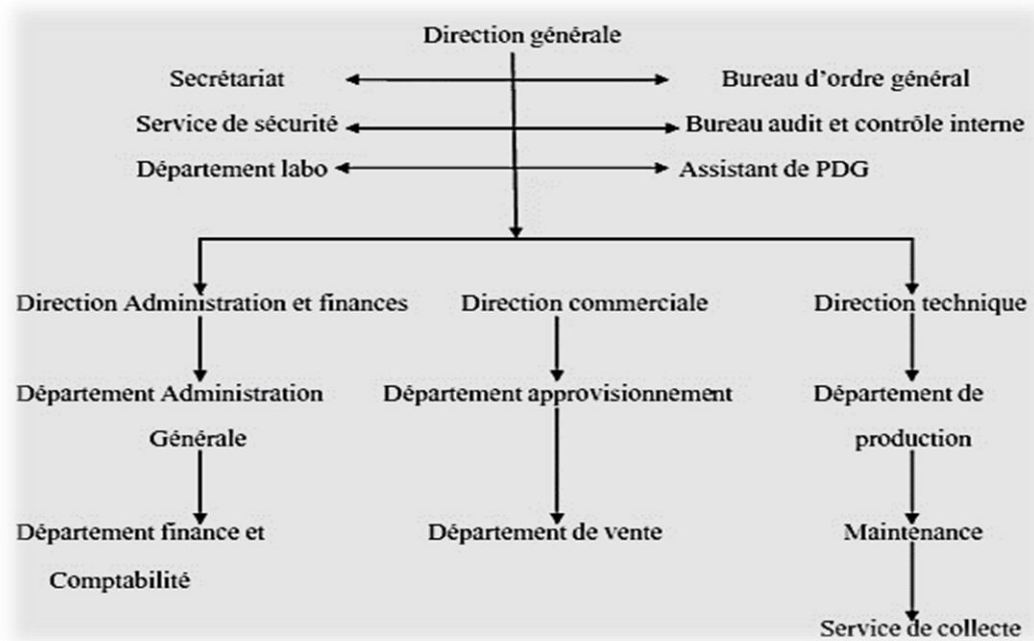 Direction générale
Secrétariat
Bureau d'ordre général
Service de sécurité
Bureau audit et contrôle interne
Département labo
Assistant de PDG
Direction Administration et finances
Direction commerciale
Direction technique
Département Administration
Générale
Département approvisionnement
Département de
production
Département finance et
Comptabilité
Département de vente
Maintenance
Service de collecte